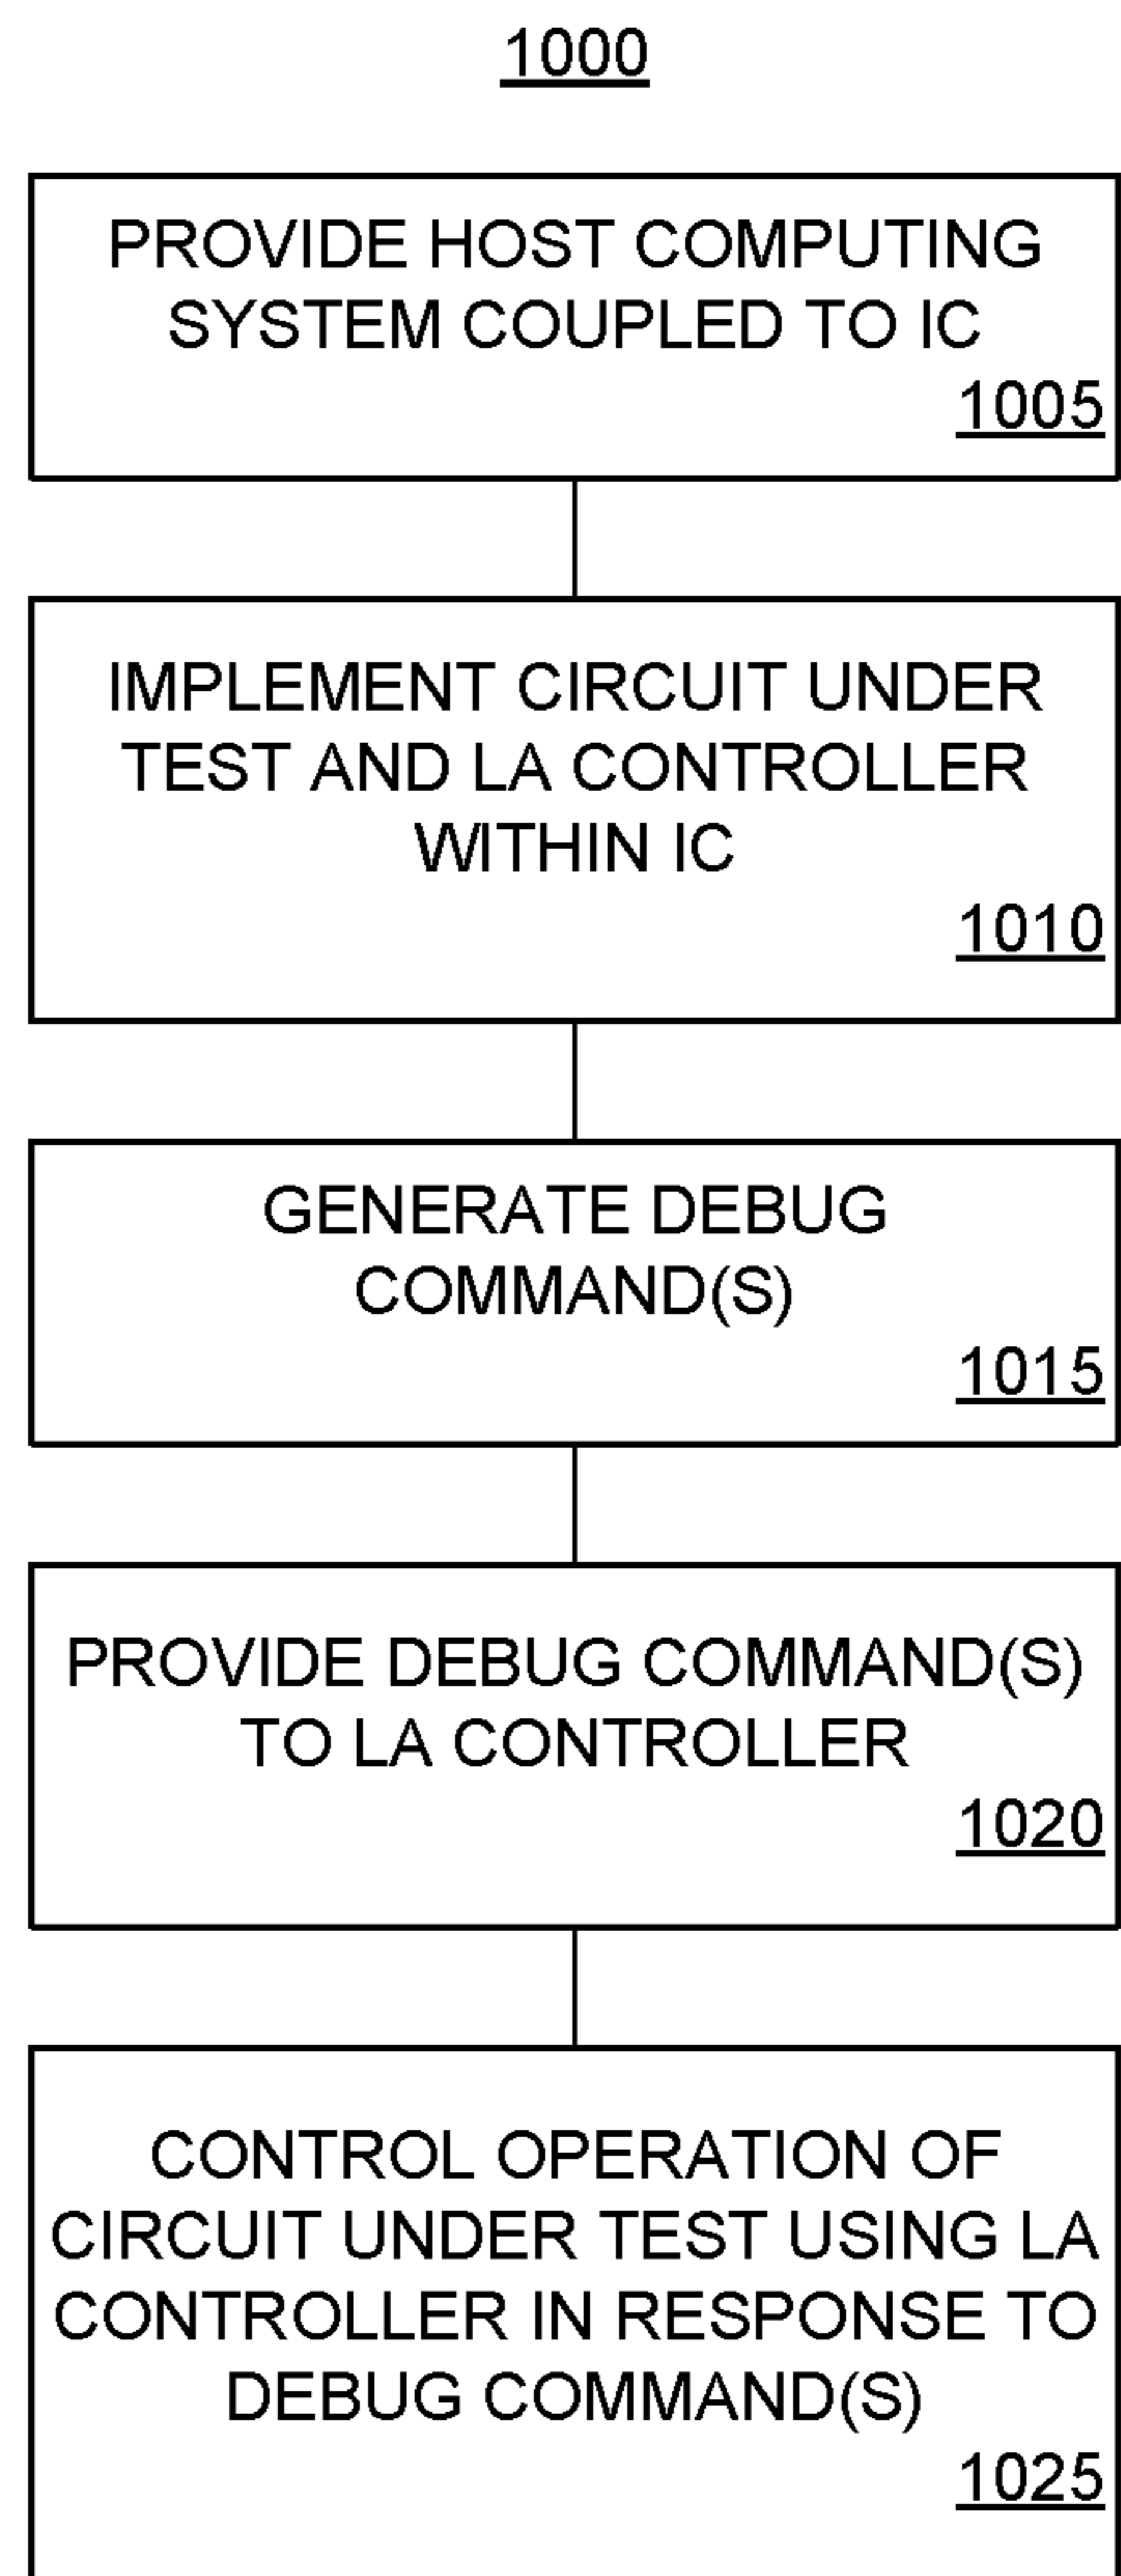 1000
PROVIDE HOST COMPUTING
SYSTEM COUPLED TO IC
1005
IMPLEMENT CIRCUIT UNDER
TEST AND LA CONTROLLER
WITHIN IC
1010
GENERATE DEBUG
COMMAND(S)
1015
PROVIDE DEBUG COMMAND(S)
TO LA CONTROLLER
1020
CONTROL OPERATION OF
CIRCUIT UNDER TEST USING LA
CONTROLLER IN RESPONSE TO
DEBUG COMMAND(S)
1025